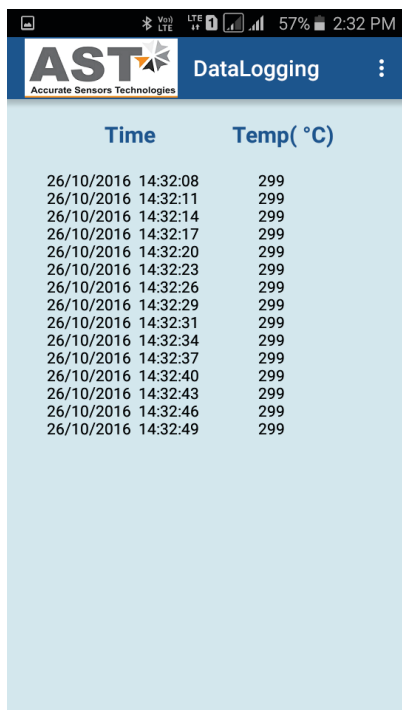 Vo)) LTE LTE 1 57% 2:32 PM
AST DataLogging
Accurate Sensors Technologies
Time Temp( °C)
26/10/2016 14:32:08 299
26/10/2016 14:32:11 299
26/10/2016 14:32:14 299
26/10/2016 14:32:17 299
26/10/2016 14:32:20 299
26/10/2016 14:32:23 299
26/10/2016 14:32:26 299
26/10/2016 14:32:29 299
26/10/2016 14:32:31 299
26/10/2016 14:32:34 299
26/10/2016 14:32:37 299
26/10/2016 14:32:40 299
26/10/2016 14:32:43 299
26/10/2016 14:32:46 299
26/10/2016 14:32:49 299